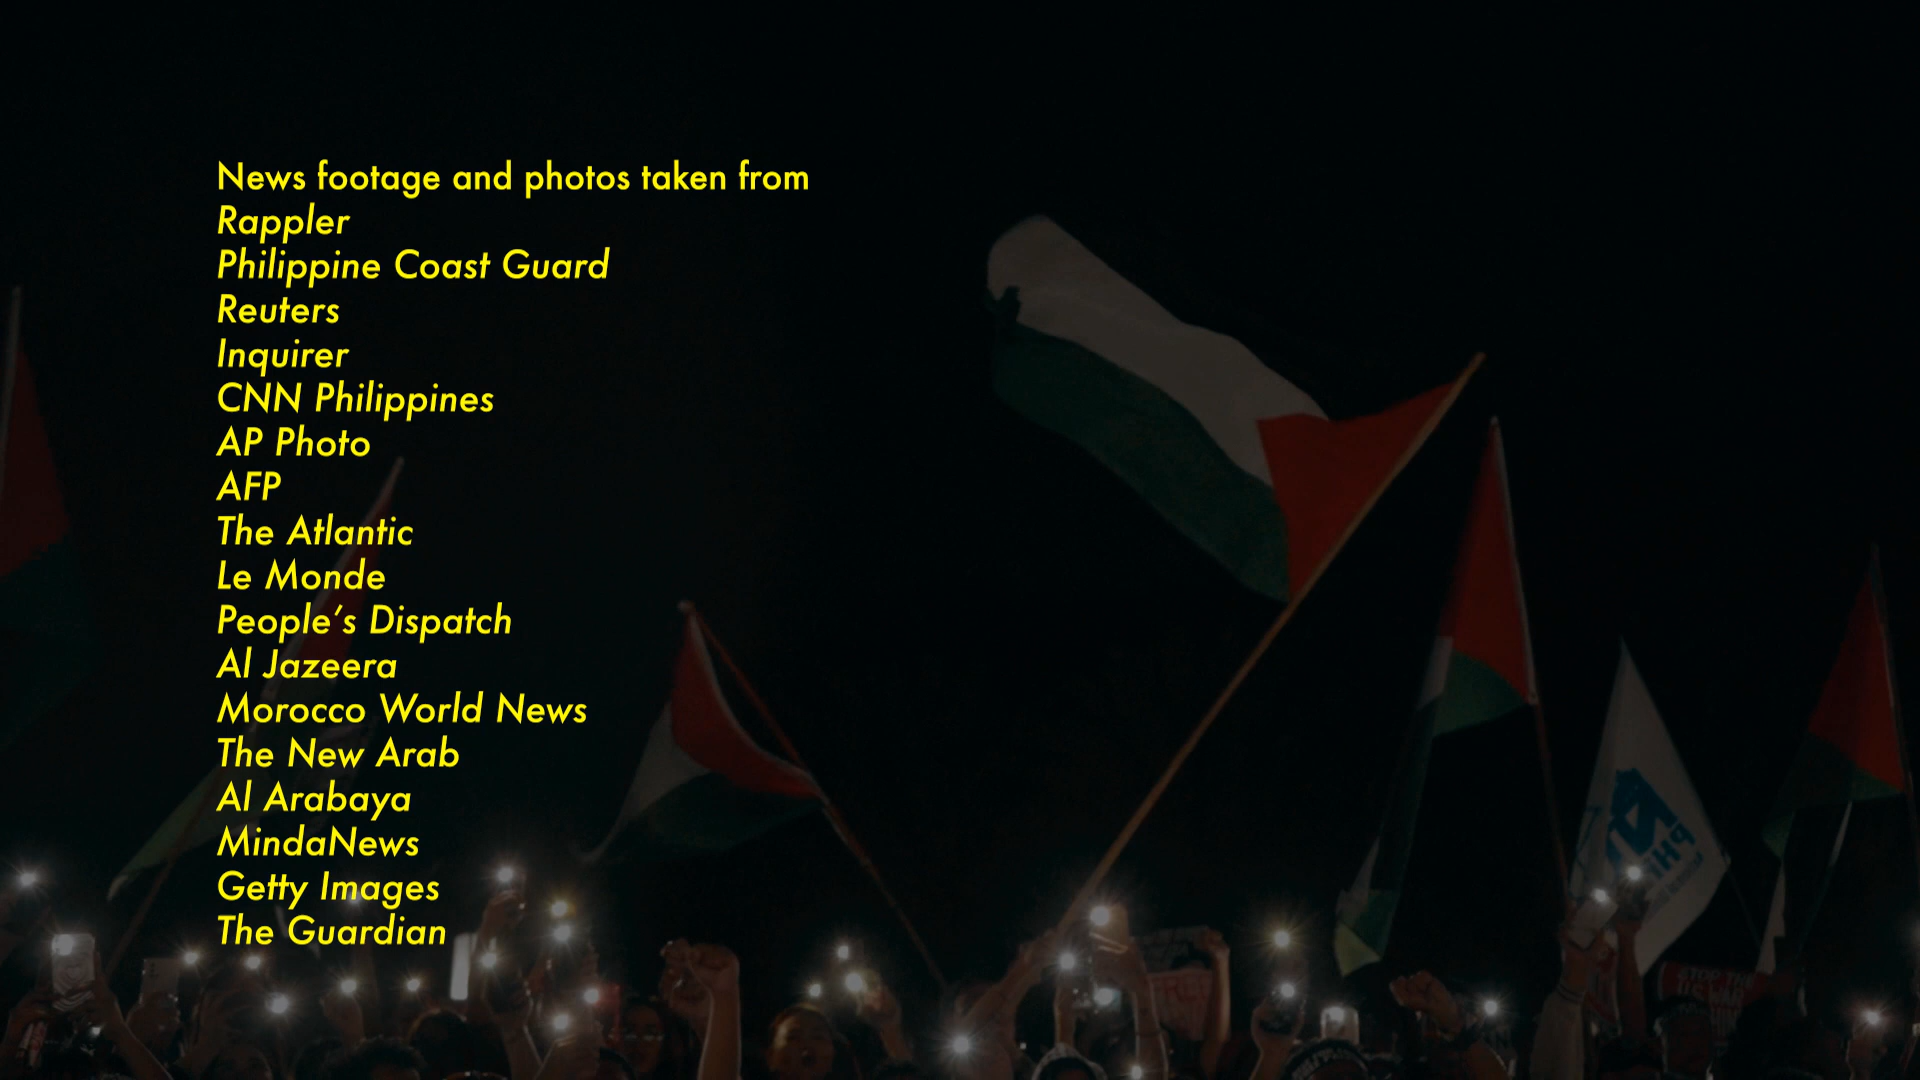 News footage and photos taken from
Rappler
Philippine Coast Guard
Reuters
Inquirer
CNN Philippines
AP Photo
AFP
The Atlantic
Le Monde
People's Dispatch
Al Jazeera
Morocco World News
The New Arab
Al Arabaya
MindaNews
Getty Images
The Guardian
STOP THE